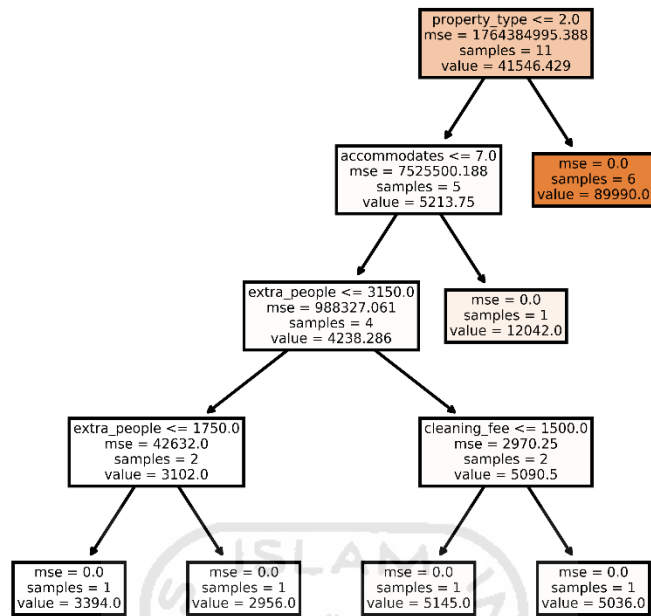 property_type <= 2.0
mse = 1764384995.388
samples = 11
value = 41546.429
accommodates <= 7.0
mse = 7525500.188
samples = 5
value = 5213.75
mse = 0.0
samples = 6
value = 89990.0
extra_people <= 3150.0
mse = 988327.061
samples = 4
value = 4238.286
mse = 0.0
samples = 1
value = 12042.0
extra_people <= 1750.0
mse = 42632.0
samples = 2
value = 3102.0
cleaning_fee <= 1500.0
mse = 2970.25
samples = 2
value = 5090.5
mse = 0.0
samples = 1
value = 3394.0
mse = 0.0
samples = 1
value = 2956.0
mse = 0.0
samples = 1
value = 5145.0
mse = 0.0
samples = 1
value = 5036.0
ISLAM